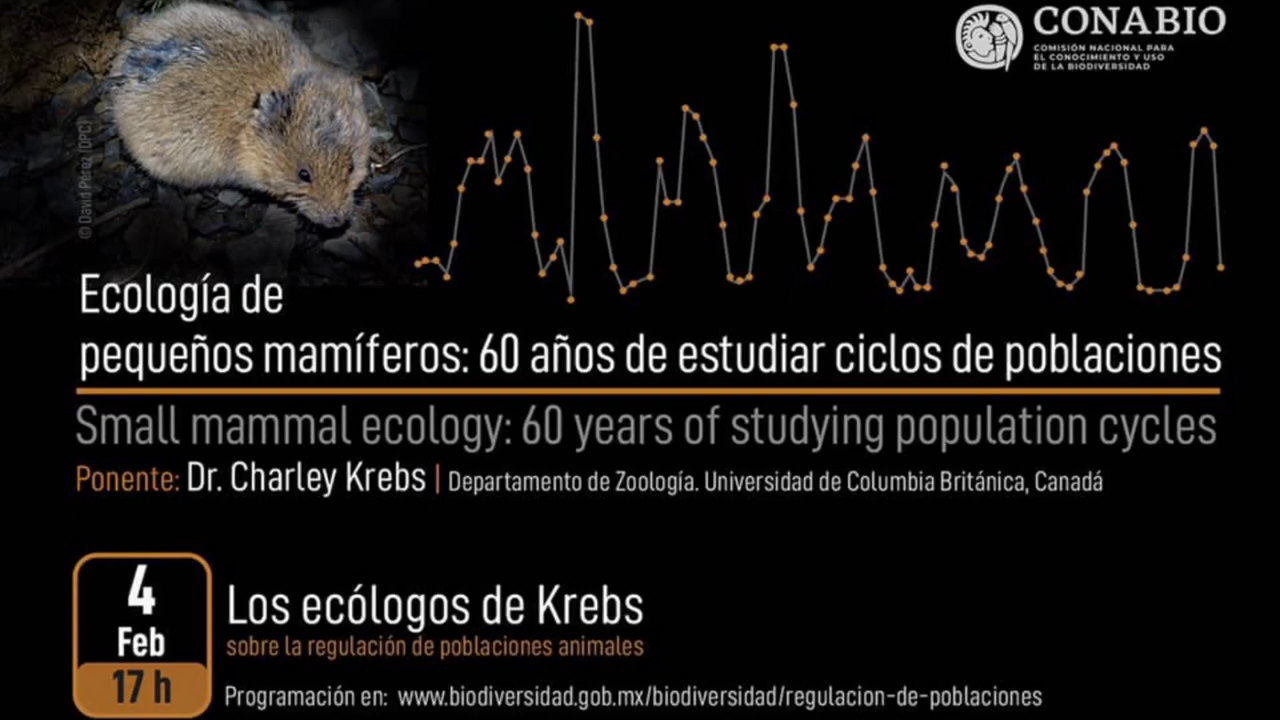 CONABIO
COMISIÓN NACIONAL PARA
EL CONOCIMIENTO Y USO
DE LA BIODIVERSIDAD
© David Pérez (DPC)
Ecología de
pequeños mamíferos: 60 años de estudiar ciclos de poblaciones
Small mammal ecology: 60 years of studying population cycles
Ponente: Dr. Charley Krebs | Departamento de Zoología. Universidad de Columbia Británica, Canadá
4
Feb
17 h
Los ecólogos de Krebs
sobre la regulación de poblaciones animales
Programación en: www.biodiversidad.gob.mx/biodiversidad/regulacion-de-poblaciones